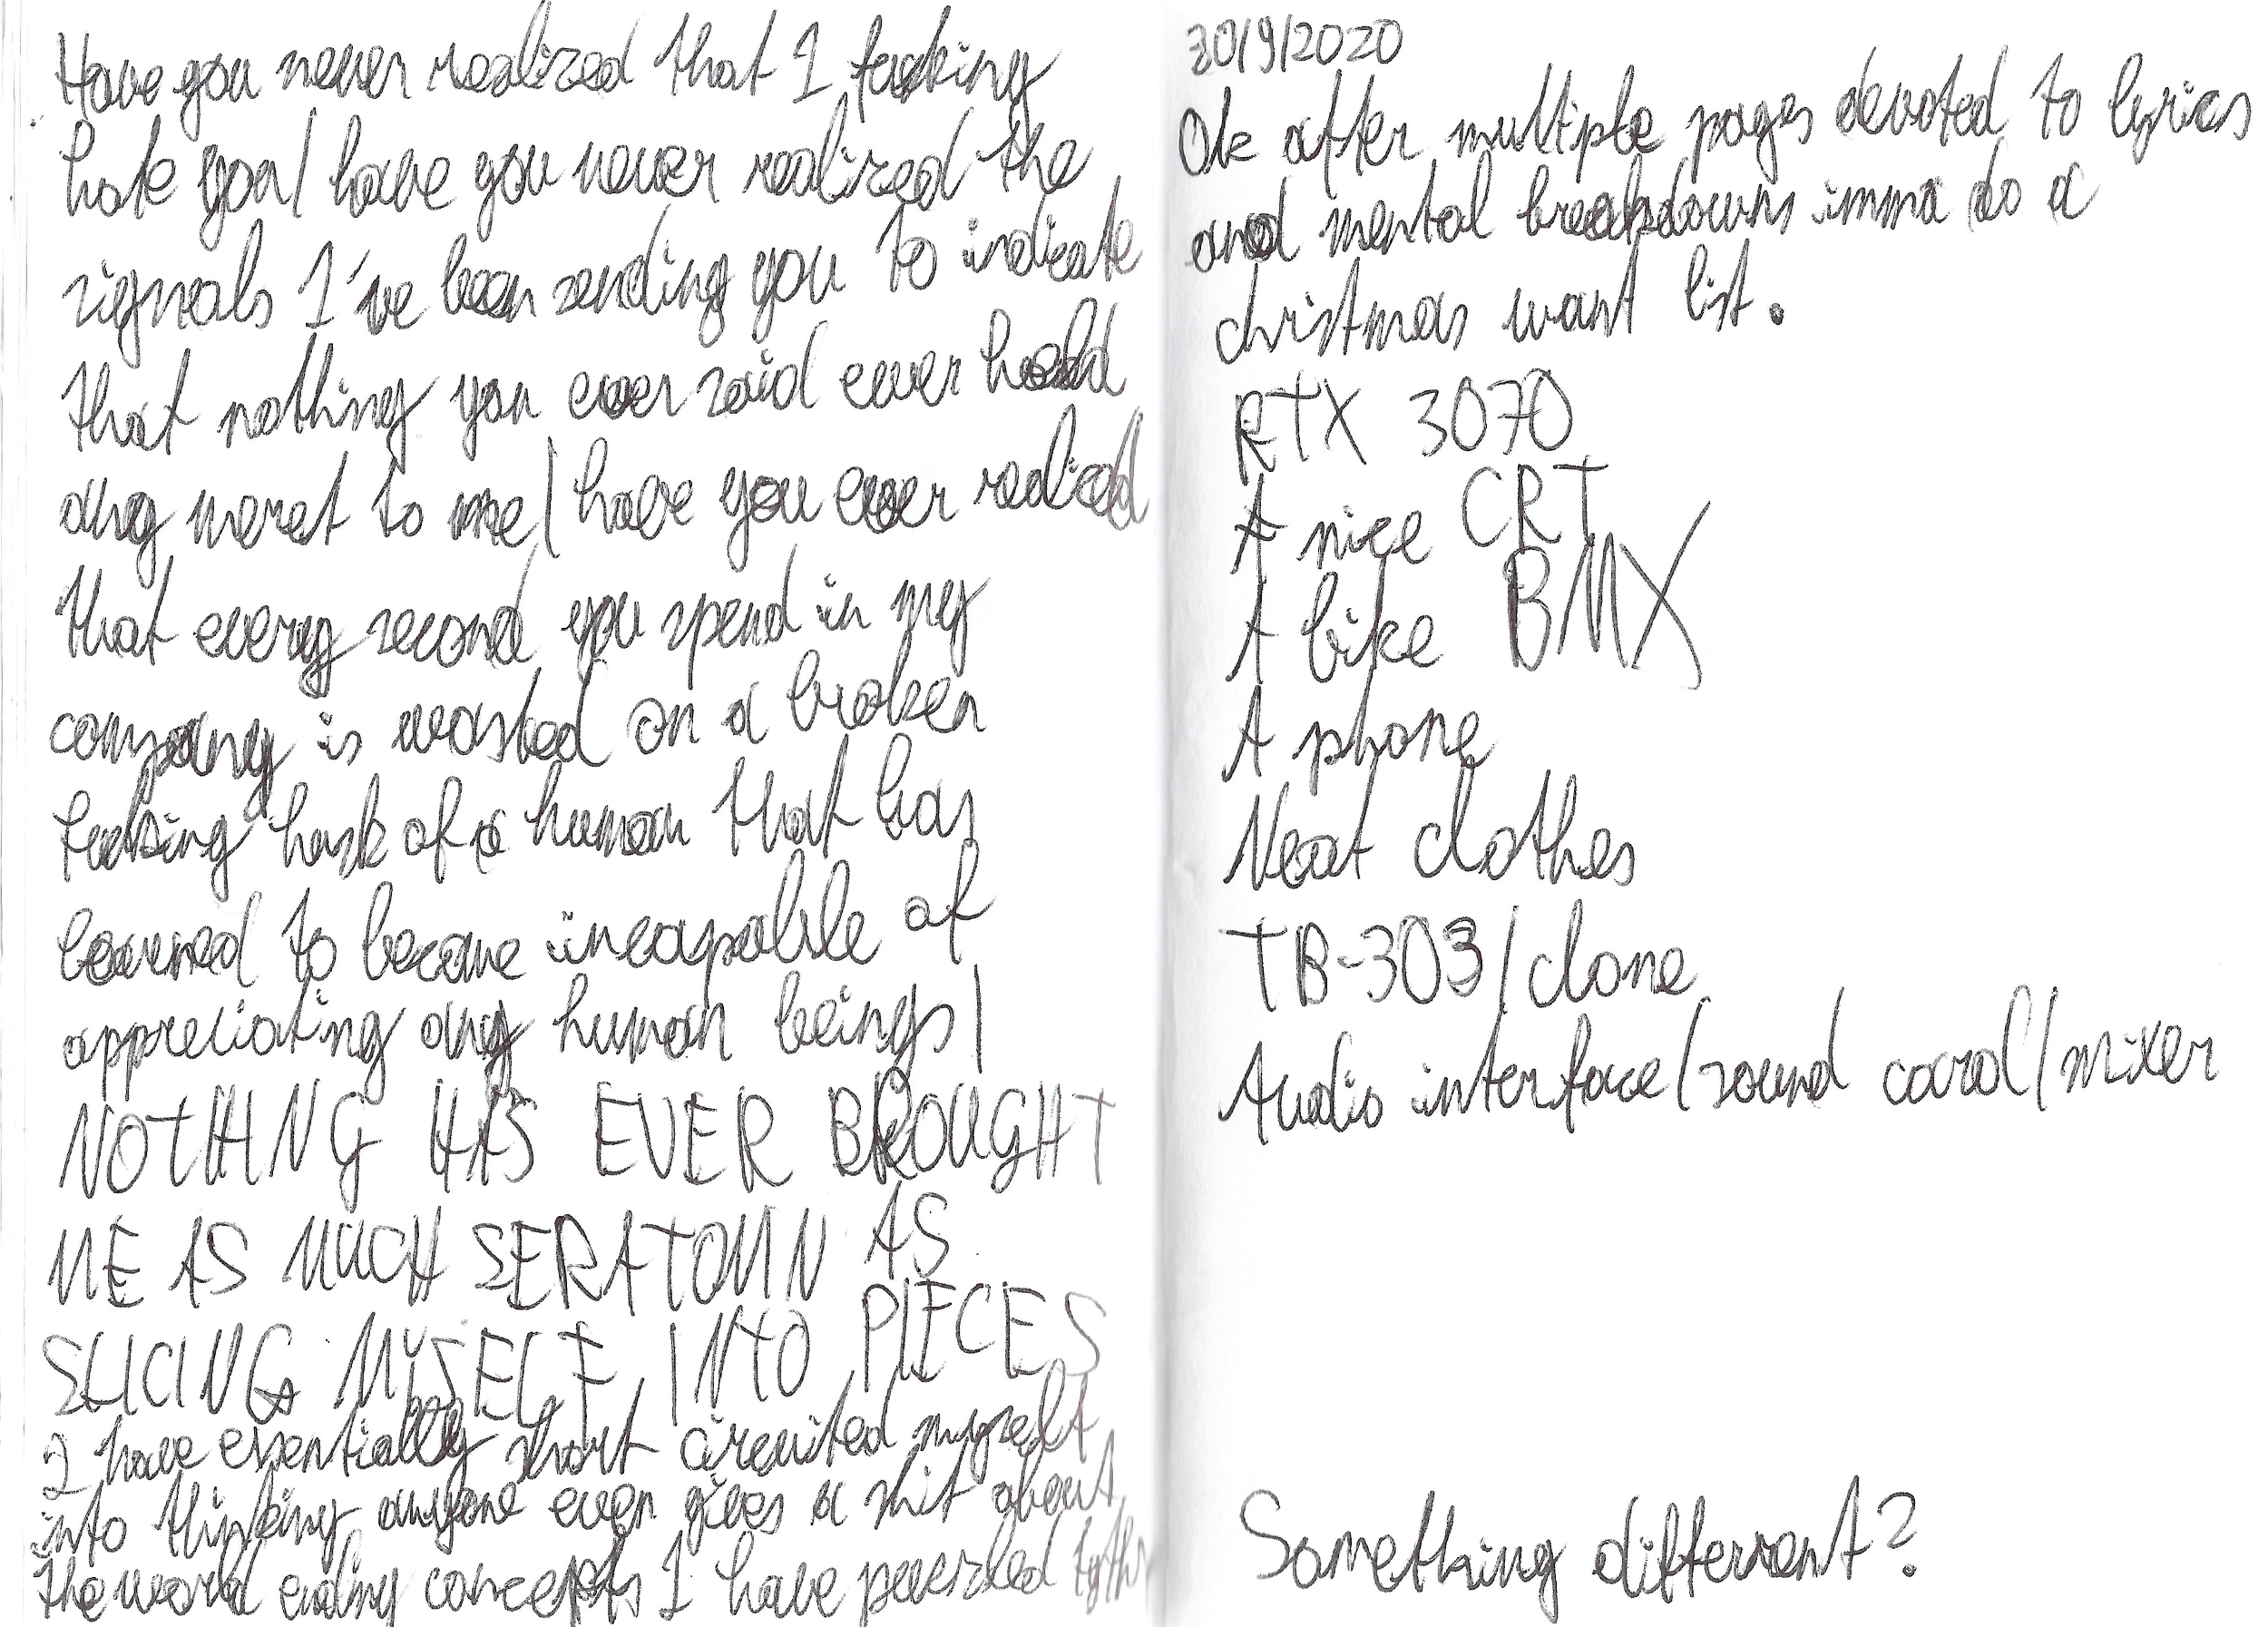 Have you never realized that I fucking
hate you/ have you never realized the
signals I've been sending you to indicate
that nothing you ever said ever hold
any meret to me/ have you ever realized
that every second you spend in my
company is wasted on a broken
fucking husk of a human that has
learned to become incapable of
appreciating any human beings/
NOTHING HAS EVER BROUGHT
ME AS MUCH SERATONIN AS
SLICING MYSELF INTO PIECES
I have essentially short circuited myself
into thinking anyone even gives a shit about
the world ending concepts I have puzzled
30/9/2020
Ok after multiple pages devoted to lyrics
and mental breakdowns imma do a
christmas want list.
RTX 3070
A nice CRT
A bike BMX
A phone
Neat clothes
TB-303/clone
Audio interface/sound card/mixer
Something different?